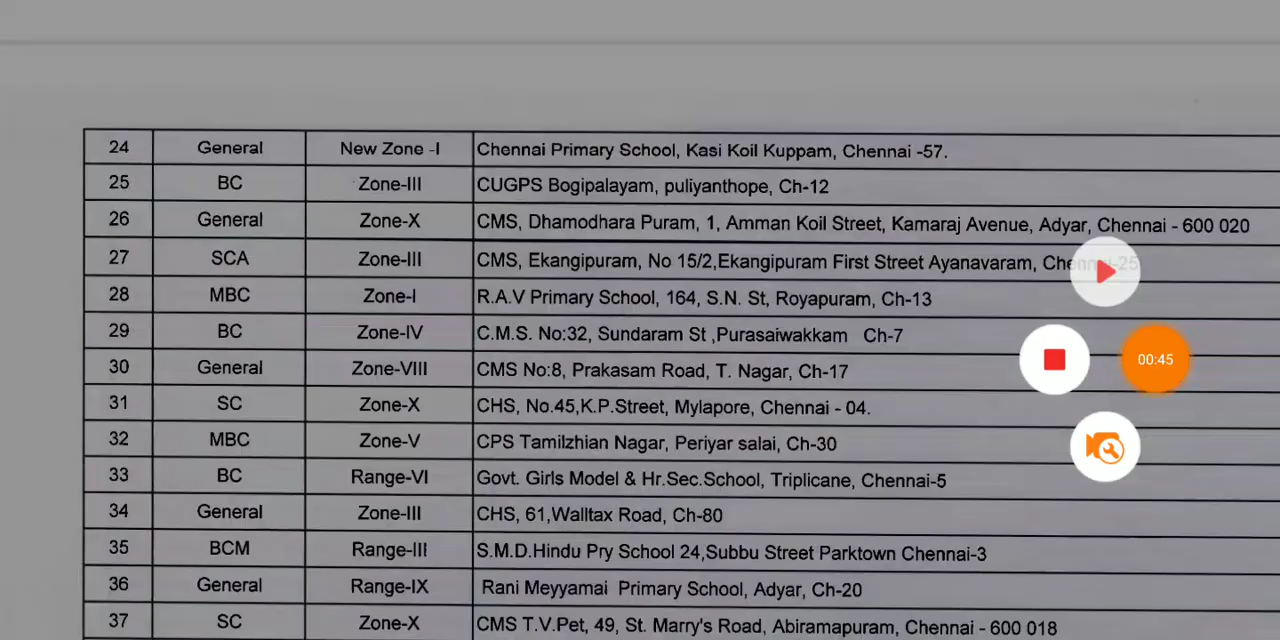 24 General New Zone -I Chennai Primary School, Kasi Koil Kuppam, Chennai -57.
25 BC Zone-III CUGPS Bogipalayam, puliyanthope, Ch-12
26 General Zone-X CMS, Dhamodhara Puram, 1, Amman Koil Street, Kamaraj Avenue, Adyar, Chennai - 600 020
27 SCA Zone-III CMS, Ekangipuram, No 15/2,Ekangipuram First Street Ayanavaram, Chennai-25
28 MBC Zone-I R.A.V Primary School, 164, S.N. St, Royapuram, Ch-13
29 BC Zone-IV C.M.S. No:32, Sundaram St ,Purasaiwakkam Ch-7
30 General Zone-VIII CMS No:8, Prakasam Road, T. Nagar, Ch-17
00:45
31 SC Zone-X CHS, No.45,K.P.Street, Mylapore, Chennai - 04.
32 MBC Zone-V CPS Tamilzhian Nagar, Periyar salai, Ch-30
33 BC Range-VI Govt. Girls Model & Hr.Sec.School, Triplicane, Chennai-5
34 General Zone-III CHS, 61,Walltax Road, Ch-80
35 BCM Range-III S.M.D.Hindu Pry School 24,Subbu Street Parktown Chennai-3
36 General Range-IX Rani Meyyamai Primary School, Adyar, Ch-20
37 SC Zone-X CMS T.V.Pet, 49, St. Marry's Road, Abiramapuram, Chennai - 600 018